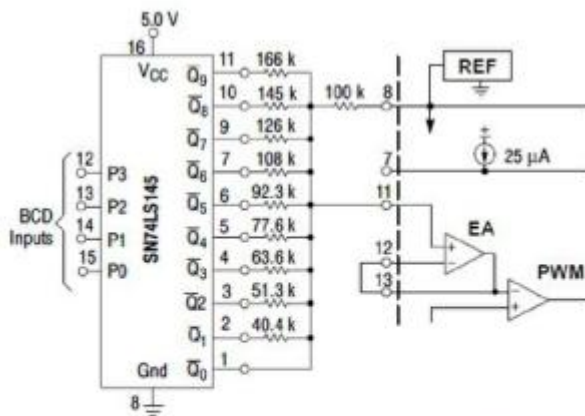 5.0 V
16
VCC
SN74LS145
BCD
Inputs
12
P3
13
P2
14
P1
15
P0
Gnd
8
Q9
11
166 k
Q8
10
145 k
Q7
9
126 k
Q6
7
108 k
Q5
6
92.3 k
Q4
5
77.6 k
Q3
4
63.6 k
Q2
3
51.3 k
Q1
2
40.4 k
Q0
1
100 k
8
REF
7
25 μA
11
EA
+
−
12
13
PWM
−
+